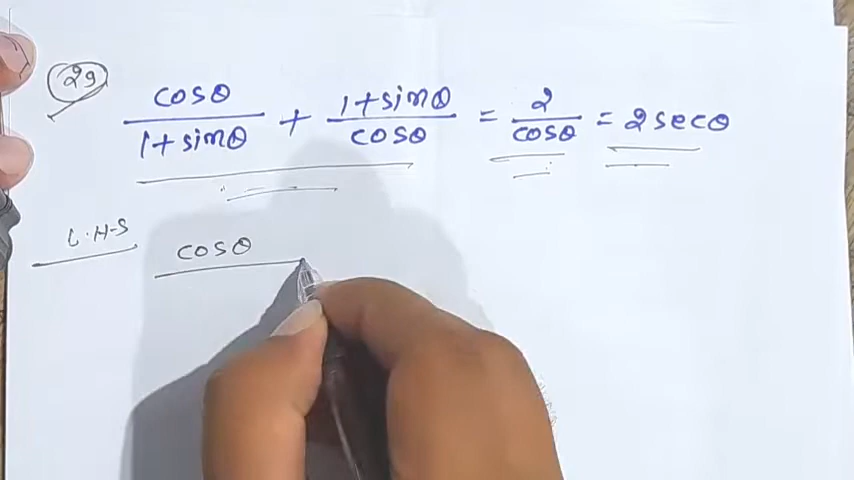 29 cosθ/1+sinθ + 1+sinθ/cosθ = 2/cosθ = 2secθ
L.H-S cosθ